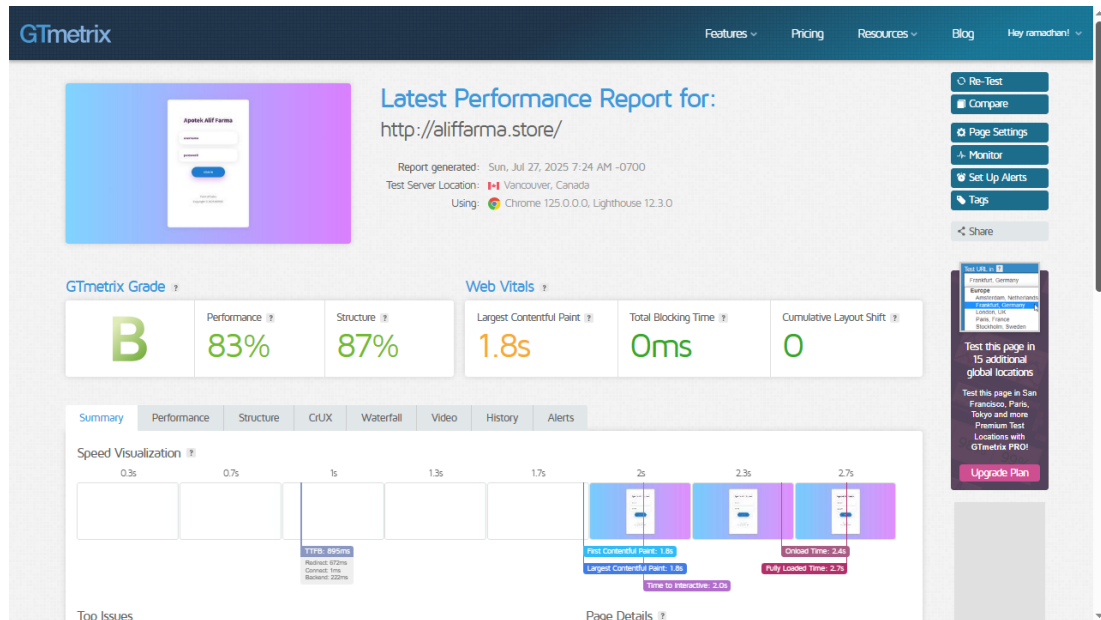 GTmetrix
Features
Pricing
Resources
Blog
Hey ramadhan!
Apotek Alif Farma
username
password
Latest Performance Report for:
http://aliffarma.store/
Report generated: Sun, Jul 27, 2025 7:24 AM -0700
Test Server Location: Vancouver, Canada
Using: Chrome 125.0.0.0, Lighthouse 12.3.0
Re-Test
Compare
Page Settings
Monitor
Set Up Alerts
Tags
Share
GTmetrix Grade ?
B
Performance ?
83%
Structure ?
87%
Web Vitals ?
Largest Contentful Paint ?
1.8s
Total Blocking Time ?
0ms
Cumulative Layout Shift ?
0
Test URL in ?
Frankfurt, Germany
Europe
Amsterdam, Netherlands
Frankfurt, Germany
London, UK
Paris, France
Stockholm, Sweden
Test this page in
15 additional
global locations
Test this page in San
Francisco, Paris,
Tokyo and more
Premium Test
Locations with
GTmetrix PRO!
Upgrade Plan
Summary
Performance
Structure
CrUX
Waterfall
Video
History
Alerts
Speed Visualization ?
0.3s 0.7s 1s 1.3s 1.7s 2s 2.3s 2.7s
TTFB: 895ms
Redirect: 672ms
Connect: 1ms
Backend: 222ms
First Contentful Paint: 1.8s
Largest Contentful Paint: 1.8s
Time to Interactive: 2.0s
Onload Time: 2.4s
Fully Loaded Time: 2.7s
Top Issues
Page Details ?